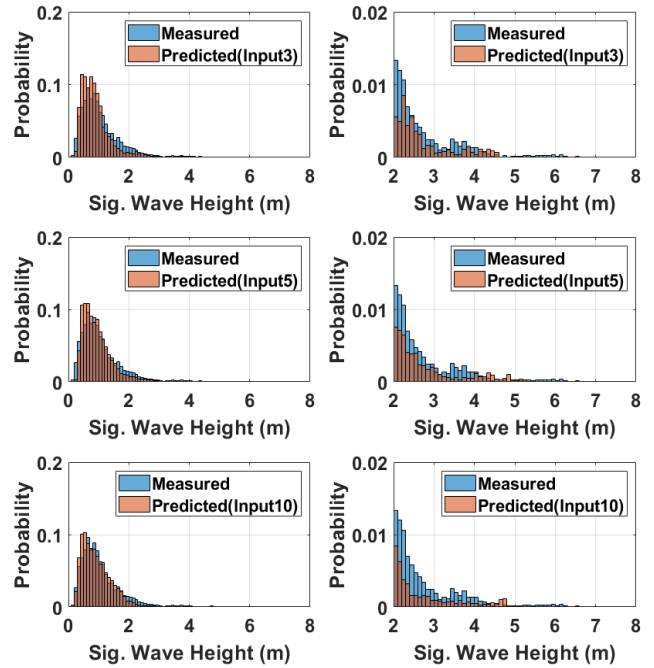 0.2
0.1
0
Probability
Measured
Predicted(Input3)
0 2 4 6 8
Sig. Wave Height (m)
0.02
0.01
0
Probability
Measured
Predicted(Input3)
2 3 4 5 6 7 8
Sig. Wave Height (m)
0.2
0.1
0
Probability
Measured
Predicted(Input5)
0 2 4 6 8
Sig. Wave Height (m)
0.02
0.01
0
Probability
Measured
Predicted(Input5)
2 3 4 5 6 7 8
Sig. Wave Height (m)
0.2
0.1
0
Probability
Measured
Predicted(Input10)
0 2 4 6 8
Sig. Wave Height (m)
0.02
0.01
0
Probability
Measured
Predicted(Input10)
2 3 4 5 6 7 8
Sig. Wave Height (m)